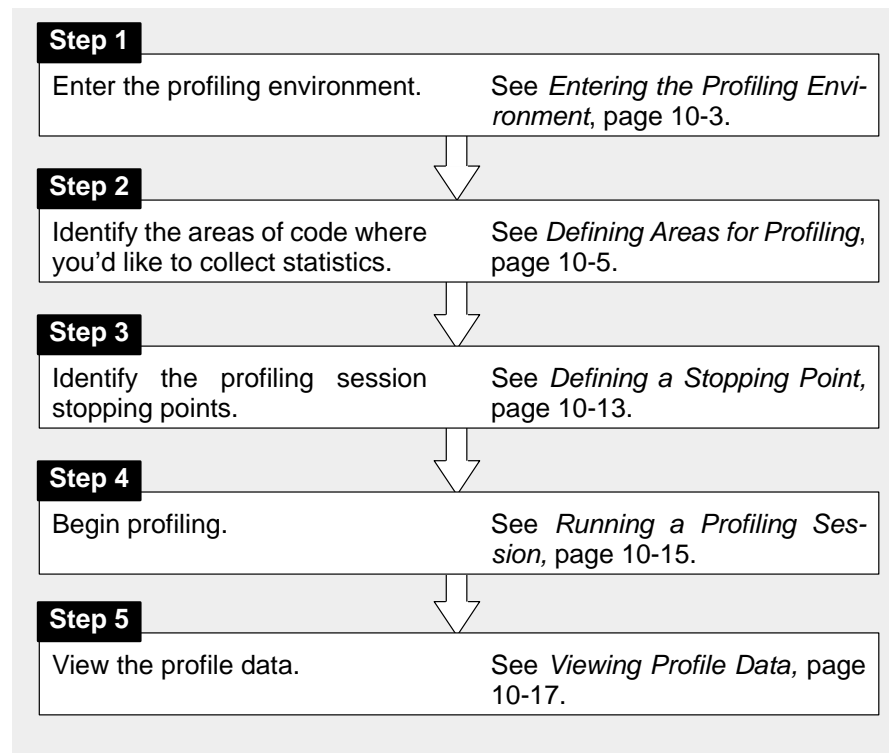 Step 1
Enter the profiling environment.
See Entering the Profiling Envi-
ronment, page 10-3.
Step 2
Identify the areas of code where
you'd like to collect statistics.
See Defining Areas for Profiling,
page 10-5.
Step 3
Identify the profiling session
stopping points.
See Defining a Stopping Point,
page 10-13.
Step 4
Begin profiling.
See Running a Profiling Ses-
sion, page 10-15.
Step 5
View the profile data.
See Viewing Profile Data, page
10-17.